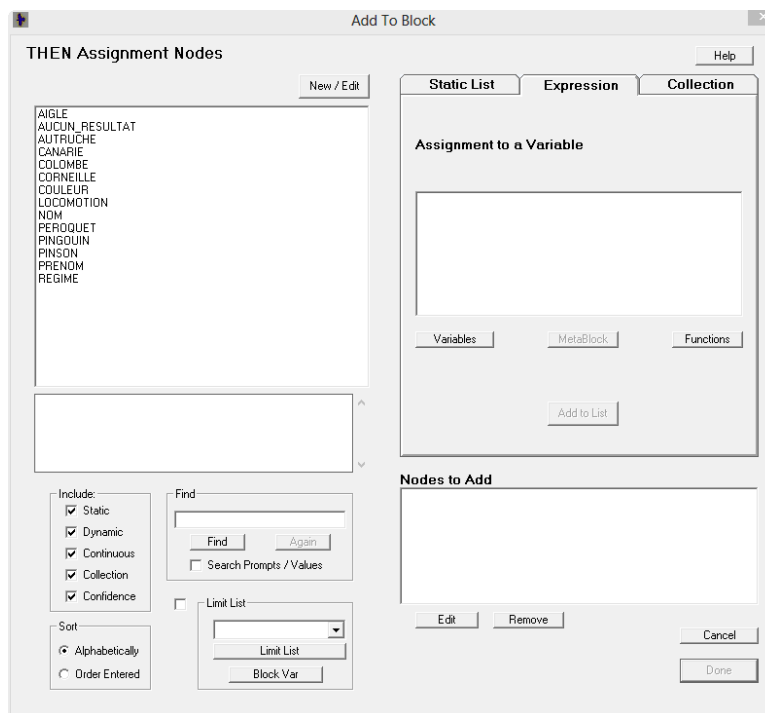 Add To Block
THEN Assignment Nodes
Help
New / Edit
Static List
Expression
Collection
AIGLE
AUCUN_RESULTAT
AUTRUCHE
CANARIE
COLOMBE
CORNEILLE
COULEUR
LOCOMOTION
NOM
PEROQUET
PINGOUIN
PINSON
PRENOM
REGIME
Assignment to a Variable
Variables
MetaBlock
Functions
Add to List
Include:
Static
Dynamic
Continuous
Collection
Confidence
Find
Find
Again
Search Prompts / Values
Sort
Alphabetically
Order Entered
Limit List
Limit List
Block Var
Nodes to Add
Edit
Remove
Cancel
Done